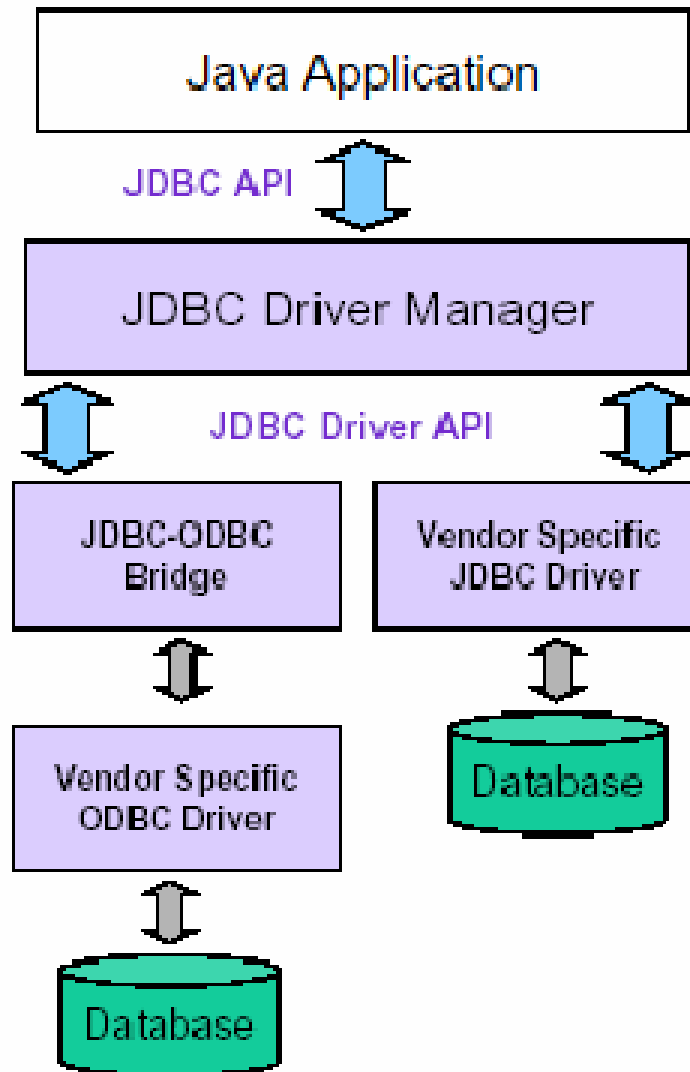 Java Application
JDBC API
JDBC Driver Manager
JDBC Driver API
JDBC-ODBC
Bridge
Vendor Specific
JDBC Driver
Vendor Specific
ODBC Driver
Database
Database